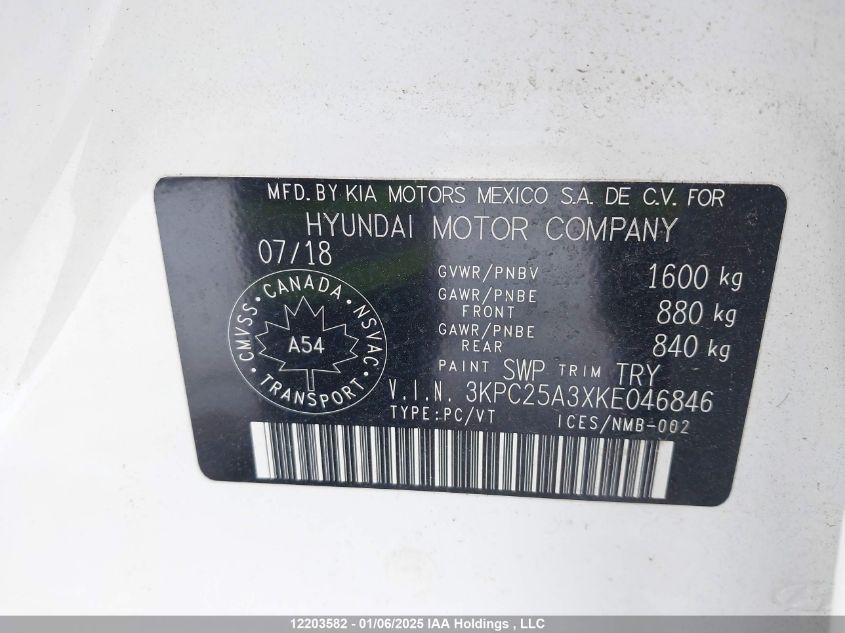 MFD. BY KIA MOTORS MEXICO S.A. DE C.V. FOR
HYUNDAI MOTOR COMPANY
07/18
GVWR/PNBV 1600 kg
GAWR/PNBE FRONT 880 kg
GAWR/PNBE REAR 840 kg
PAINT SWP TRIM TRY
V.I.N. 3KPC25A3XKE046846
TYPE:PC/VT ICES/NMB-002
CMVSS • CANADA • NSVAC • TRANSPORT •
A54
12203582 - 01/06/2025 IAA Holdings , LLC